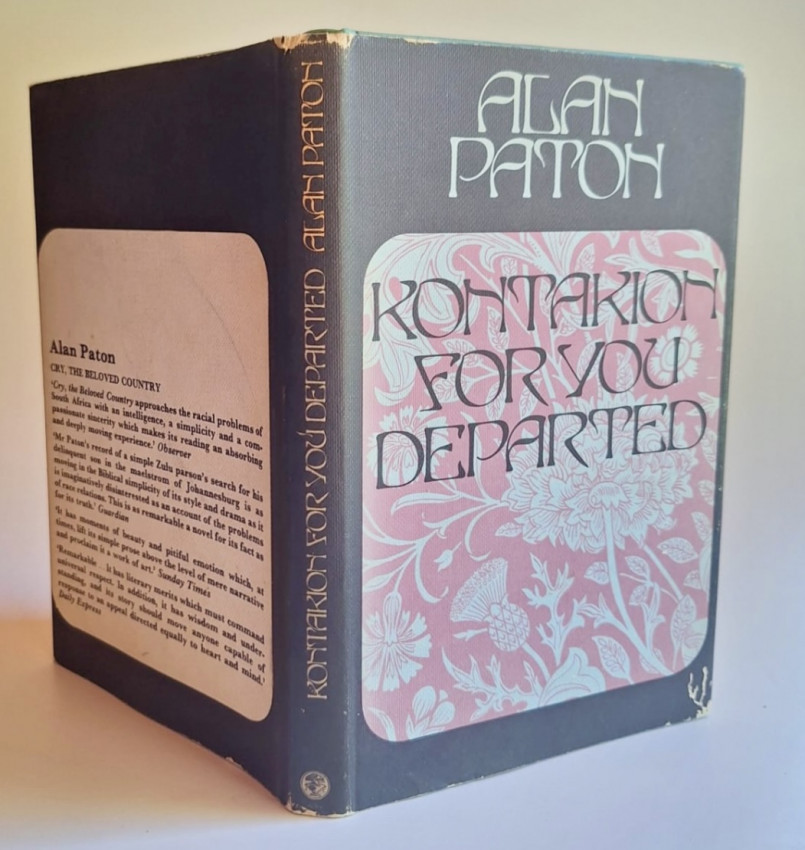 ALAN
PATON
KONTAKION
FOR YOU
DEPARTED
KONTAKION FOR YOU DEPARTED ALAN PATON
Alan Paton
CRY, THE BELOVED COUNTRY
'Cry, the Beloved Country approaches the racial problems of
South Africa with an intelligence, a simplicity and a com-
passionate sincerity which makes its reading an absorbing
and deeply moving experience.' Observer
'Mr Paton's record of a simple Zulu parson's search for his
delinquent son in the maelstrom of Johannesburg is as
moving in the Biblical simplicity of its style and drama as it
is imaginatively disinterested as an account of the problems
of race relations. This is as remarkable a novel for its fact as
for its truth.' Guardian
'It has moments of beauty and pitiful emotion which, at
times, lift its simple prose above the level of mere narrative
and proclaim it a work of art.' Sunday Times
'Remarkable ... it has literary merits which must command
universal respect. In addition, it has wisdom and under-
standing, and its story should move anyone capable of
response to an appeal directed equally to heart and mind.'
Daily Express